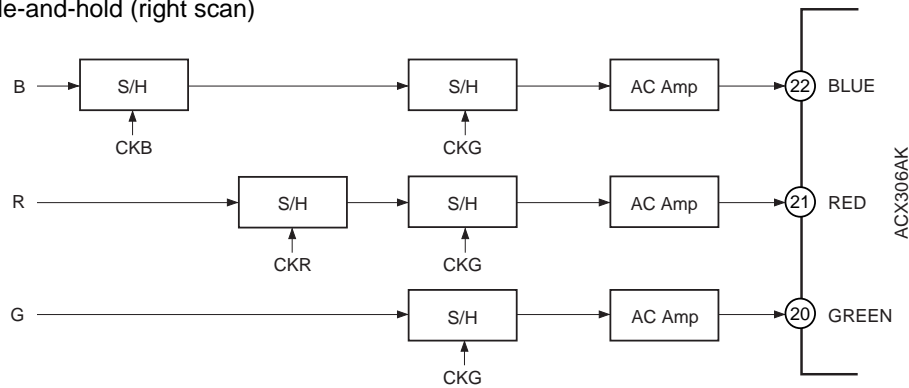 le-and-hold (right scan)
B S/H S/H AC Amp 22 BLUE
CKB CKG
R S/H S/H AC Amp 21 RED
CKR CKG
G S/H AC Amp 20 GREEN
CKG
ACX306AK